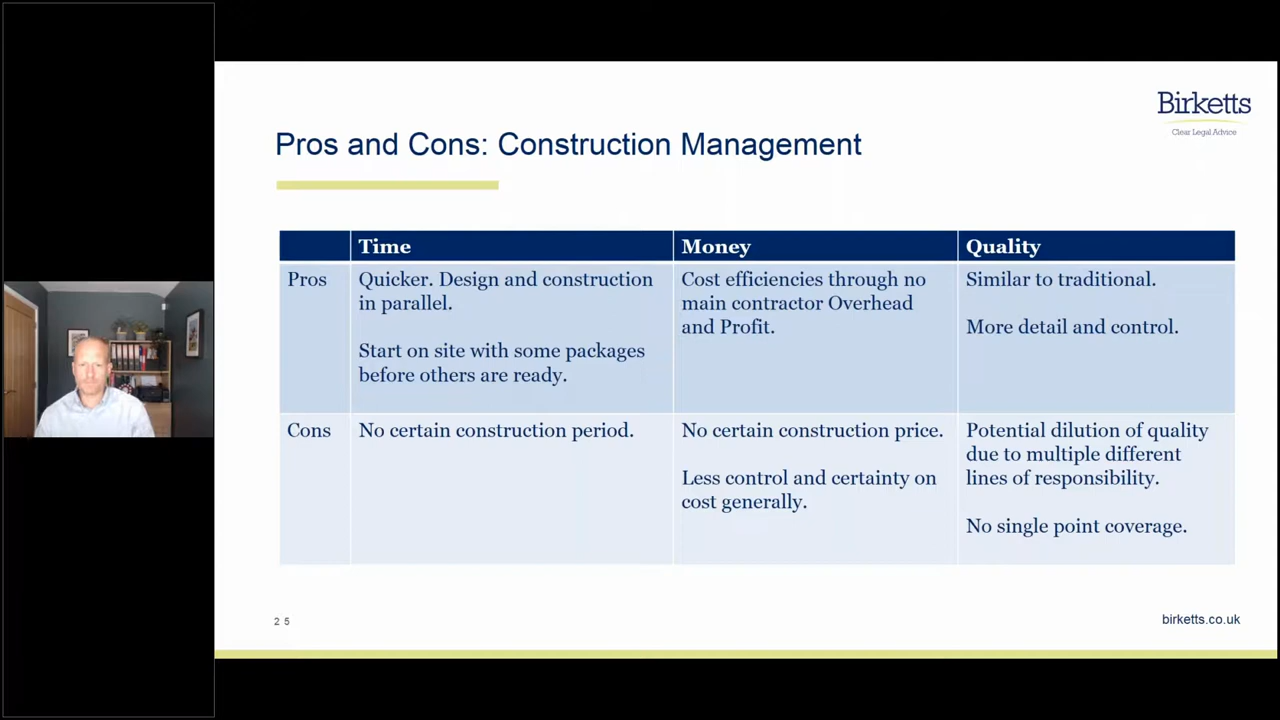 Birketts
Clear Legal Advice
Pros and Cons: Construction Management
Time
Money
Quality
Pros
Quicker. Design and construction
in parallel.
Start on site with some packages
before others are ready.
Cost efficiencies through no
main contractor Overhead
and Profit.
Similar to traditional.
More detail and control.
Cons
No certain construction period.
No certain construction price.
Less control and certainty on
cost generally.
Potential dilution of quality
due to multiple different
lines of responsibility.
No single point coverage.
25
birketts.co.uk